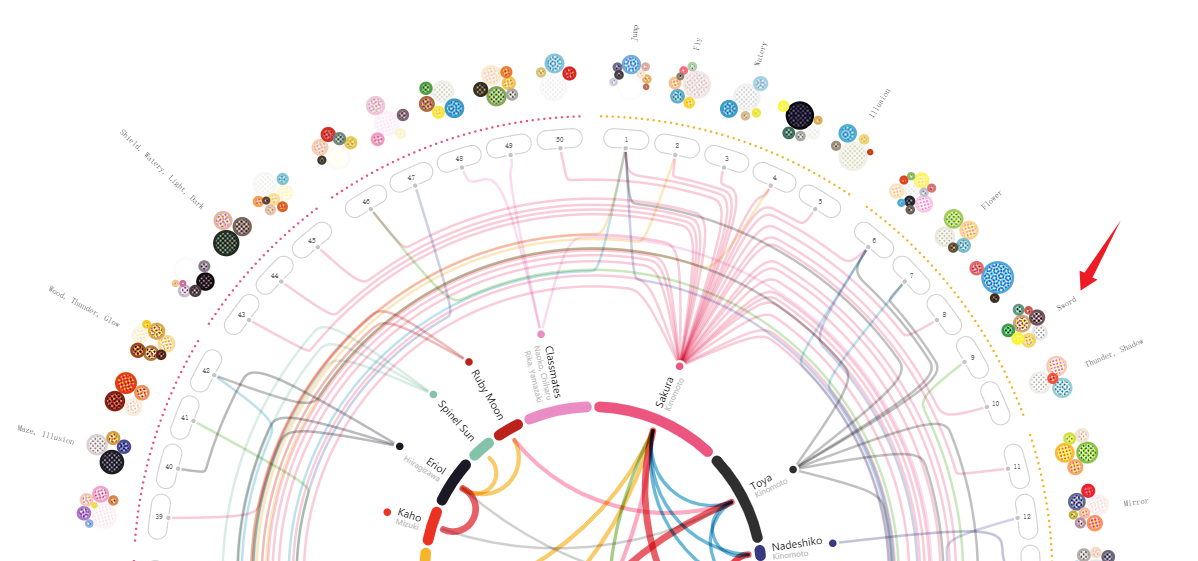 Jump
Fly
Watery
Illusion
Flower
Sword
Thunder, Shadow
Mirror
Shield, Watery, Light, Dark
Wood, Thunder, Glow
Maze, Illusion
50
1
2
3
4
5
6
7
8
9
10
11
12
49
48
47
46
45
44
43
42
41
40
39
Classmates
Naoko, Chiharu
Rika, Yamazaki
Ruby Moon
Spinel Sun
Eriol
Hiiragizawa
Kaho
Mizuki
Sakura
Kinomoto
Toya
Kinomoto
Nadeshiko
Kinomoto